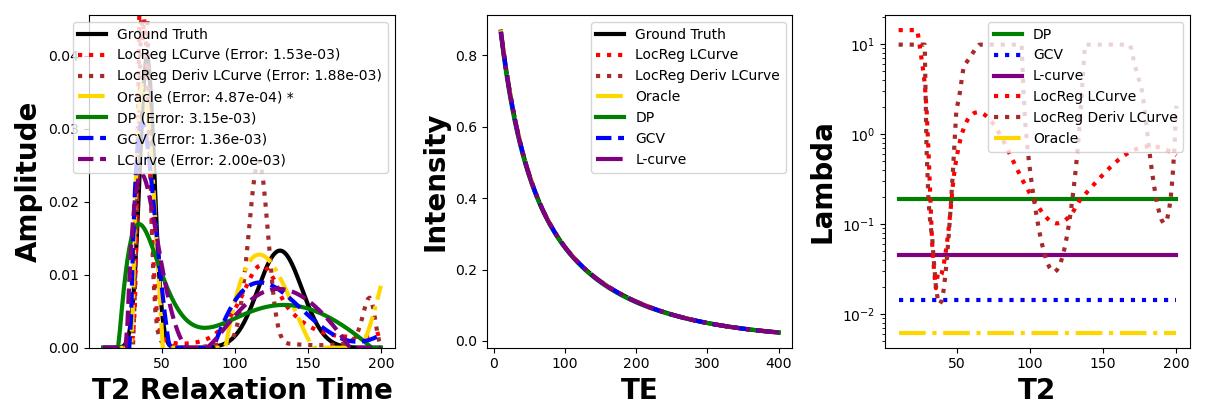 Ground Truth
LocReg LCurve (Error: 1.53e-03)
LocReg Deriv LCurve (Error: 1.88e-03)
Oracle (Error: 4.87e-04) *
DP (Error: 3.15e-03)
GCV (Error: 1.36e-03)
LCurve (Error: 2.00e-03)
Amplitude
0.04
0.03
0.02
0.01
0.00
50
100
150
200
T2 Relaxation Time
Ground Truth
LocReg LCurve
LocReg Deriv LCurve
Oracle
DP
GCV
L-curve
Intensity
0.8
0.6
0.4
0.2
0.0
0
100
200
300
400
TE
DP
GCV
L-curve
LocReg LCurve
LocReg Deriv LCurve
Oracle
Lambda
10¹
10⁰
10⁻¹
10⁻²
50
100
150
200
T2